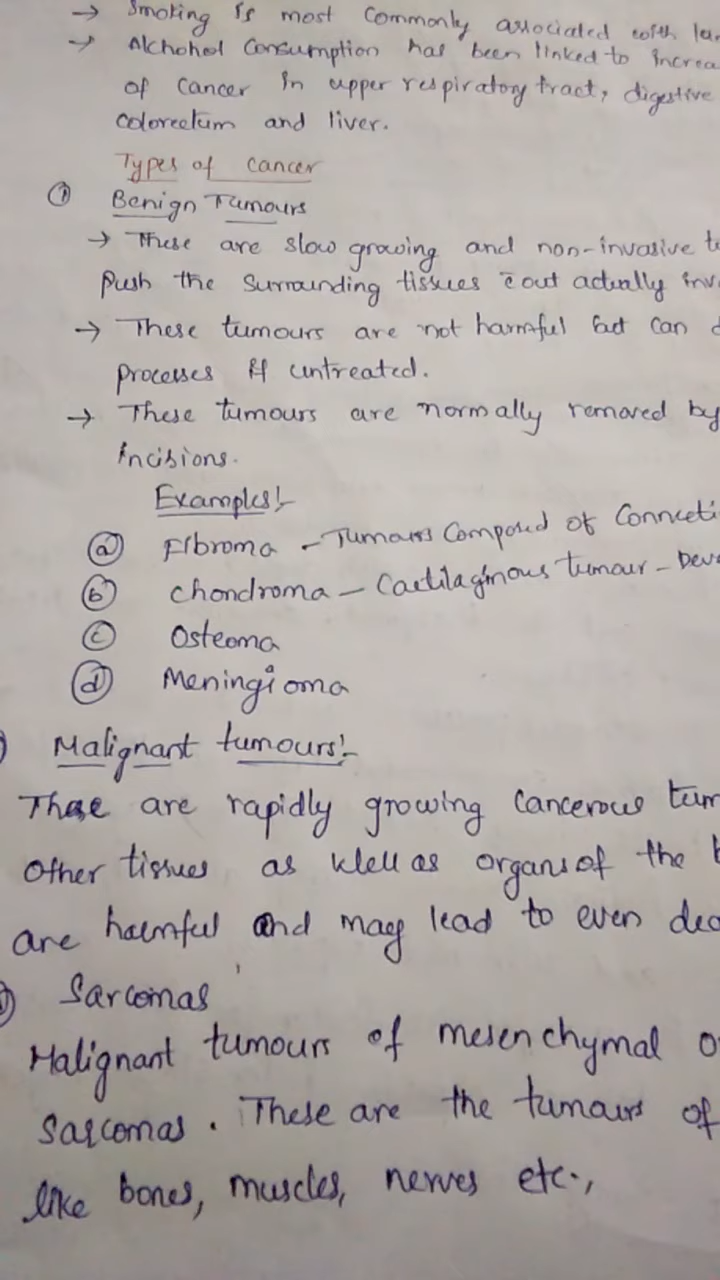 → Smoking is most commonly associated with
→ Alchohol Consumption has been linked to increa
of cancer in upper respiratory tract, digestive
Colorectum and liver.
Types of cancer
① Benign Tumours
→ These are slow growing and non-invasive
Push the surrounding tissues out actually inv
→ These tumours are not harmful but can
processes if untreated.
→ These tumours are normally removed by
incisions.
Examples:-
ⓐ Fibroma - Tumours Composed of Connecti
ⓑ Chondroma - Cartilaginous tumour - Deve
ⓒ Osteoma
ⓓ Meningioma
Malignant tumours:-
These are rapidly growing cancerous tum
Other tissues as well as organs of the b
are harmful and may lead to even dea
Sarcomas
Malignant tumours of mesenchymal o
Sarcomas. These are the tumours of
like bones, muscles, nerves etc.,